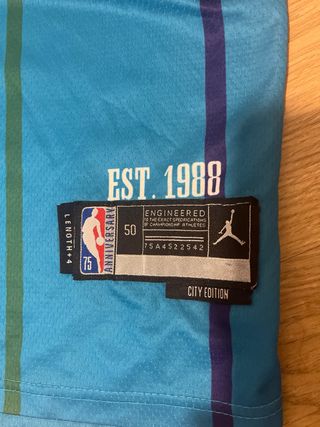 EST. 1988
LENGTH+4
75
ANNIVERSARY
50
ENGINEERED
TO THE EXACT SPECIFICATIONS
OF CHAMPIONSHIP ATHLETES
75A4522542
CITY EDITION